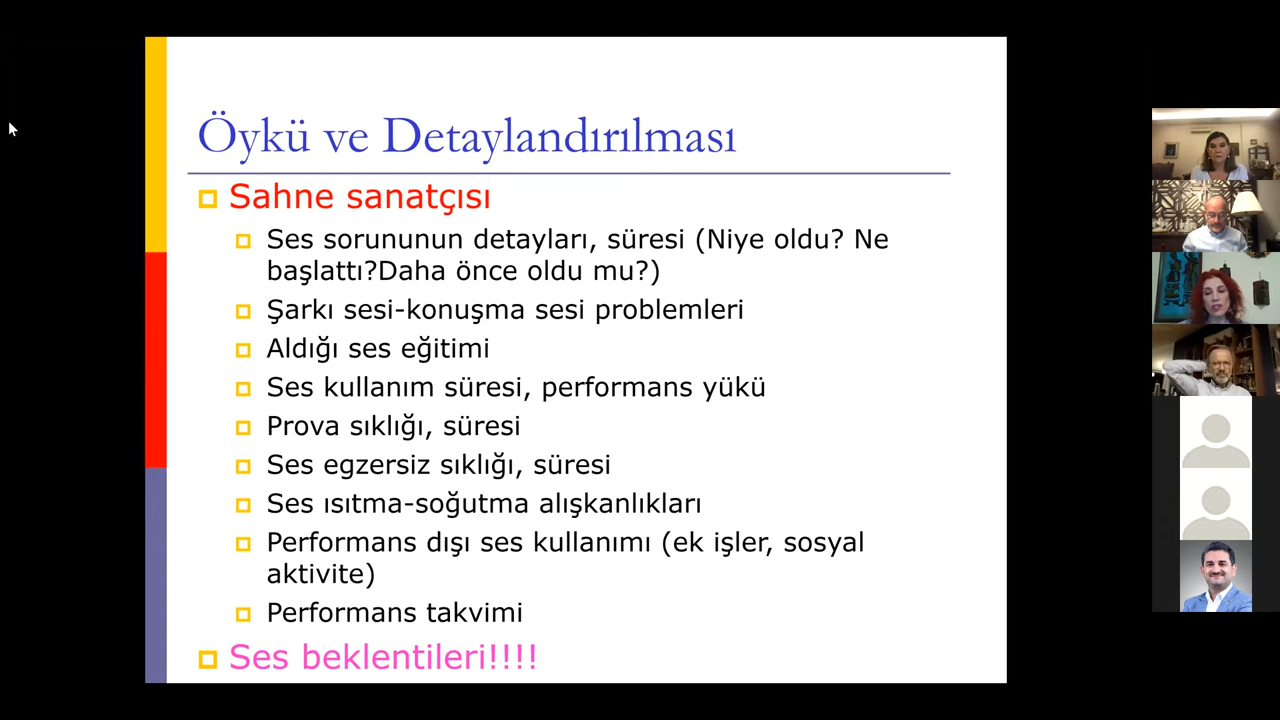 Öykü ve Detaylandırılması
Sahne sanatçısı
Ses sorununun detayları, süresi (Niye oldu? Ne
başlattı?Daha önce oldu mu?)
Şarkı sesi-konuşma sesi problemleri
Aldığı ses eğitimi
Ses kullanım süresi, performans yükü
Prova sıklığı, süresi
Ses egzersiz sıklığı, süresi
Ses ısıtma-soğutma alışkanlıkları
Performans dışı ses kullanımı (ek işler, sosyal
aktivite)
Performans takvimi
Ses beklentileri!!!!